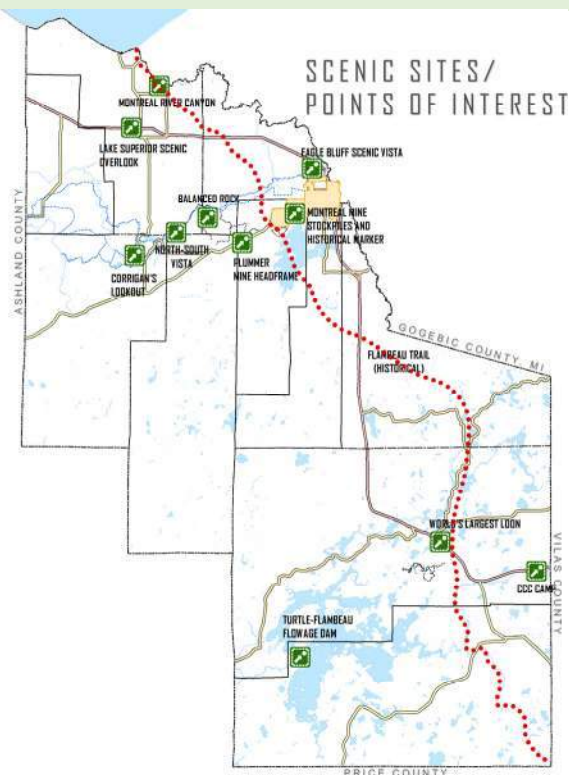 SCENIC SITES/
POINTS OF INTEREST
MONTREAL RIVER CANYON
LAKE SUPERIOR SCENIC
OVERLOOK
EAGLE BLUFF SCENIC VISTA
BALANCED ROCK
MONTREAL MINE
STOCKPILES AND
HISTORICAL MARKER
NORTH-SOUTH
VISTA
PLUMMER
MINE HEADFRAME
CORRIGAN'S
LOOKOUT
ASHLAND COUNTY
GOGEBIC COUNTY, MI
FLAMBEAU TRAIL
(HISTORICAL)
WORLD'S LARGEST LOON
CCC CAMP
VILAS COUNTY
TURTLE-FLAMBEAU
FLOWAGE DAM
PRICE COUNTY